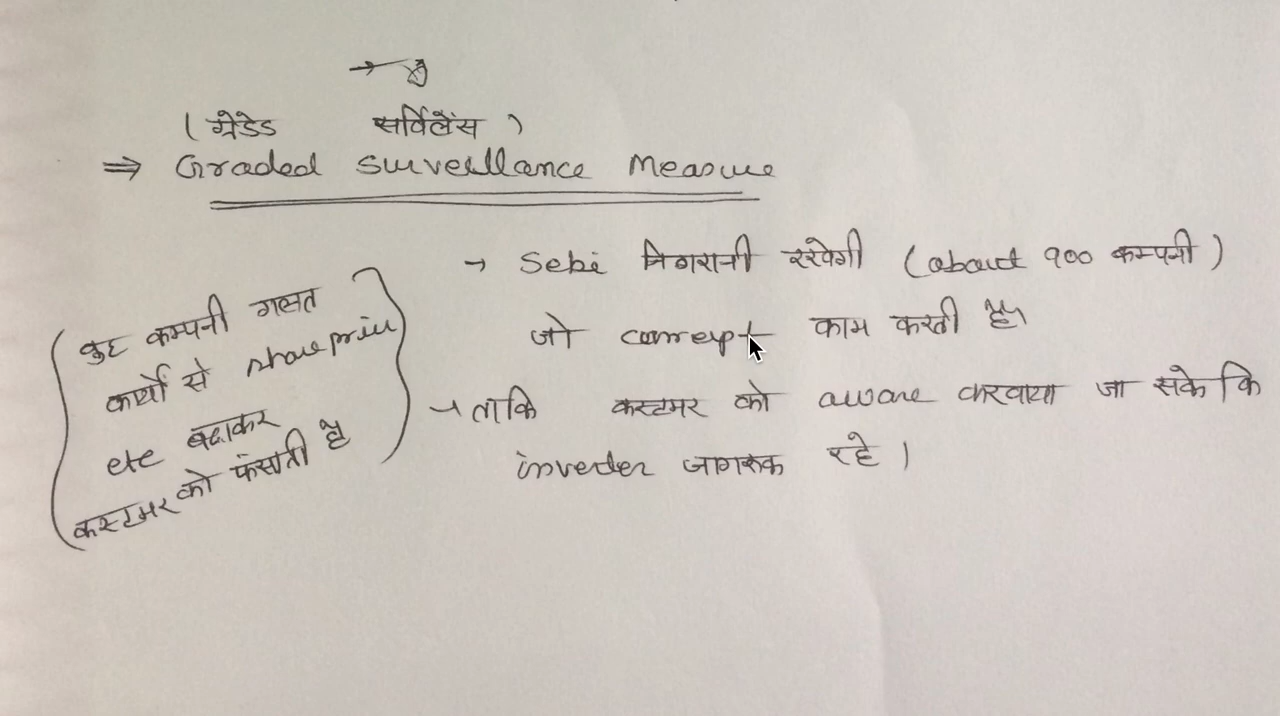 ( ग्रेडेड सर्विलेंस )
⇒ Graded Surveillance Measure
→ Sebi निगरानी रखेगी (about 900 कम्पनी )
जो corrept काम करती है।
→ ताकि कस्टमर को aware करवाया जा सके कि
invester जागरूक रहे ।
कुछ कम्पनी गलत
कार्यो से share price
etc बढ़ाकर
कस्टमर को फंसाती है